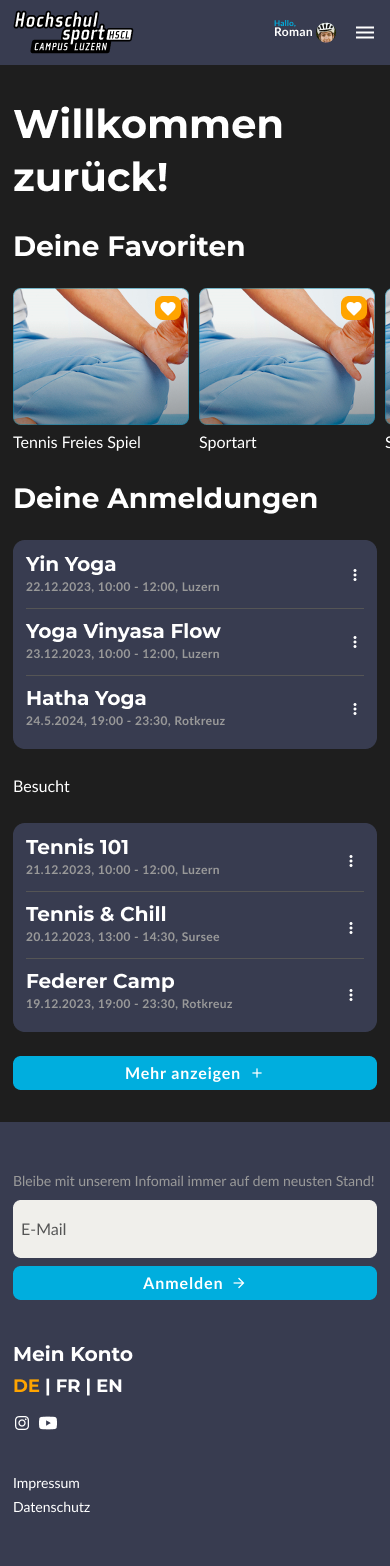 Hochschul
sport HSCL
CAMPUS LUZERN
Hallo,
Roman
Willkommen
zurück!
Deine Favoriten
Tennis Freies Spiel
Sportart
S
Deine Anmeldungen
Yin Yoga
22.12.2023, 10:00 - 12:00, Luzern
Yoga Vinyasa Flow
23.12.2023, 10:00 - 12:00, Luzern
Hatha Yoga
24.5.2024, 19:00 - 23:30, Rotkreuz
Besucht
Tennis 101
21.12.2023, 10:00 - 12:00, Luzern
Tennis & Chill
20.12.2023, 13:00 - 14:30, Sursee
Federer Camp
19.12.2023, 19:00 - 23:30, Rotkreuz
Mehr anzeigen +
Bleibe mit unserem Infomail immer auf dem neusten Stand!
E-Mail
Anmelden →
Mein Konto
DE | FR | EN
Impressum
Datenschutz